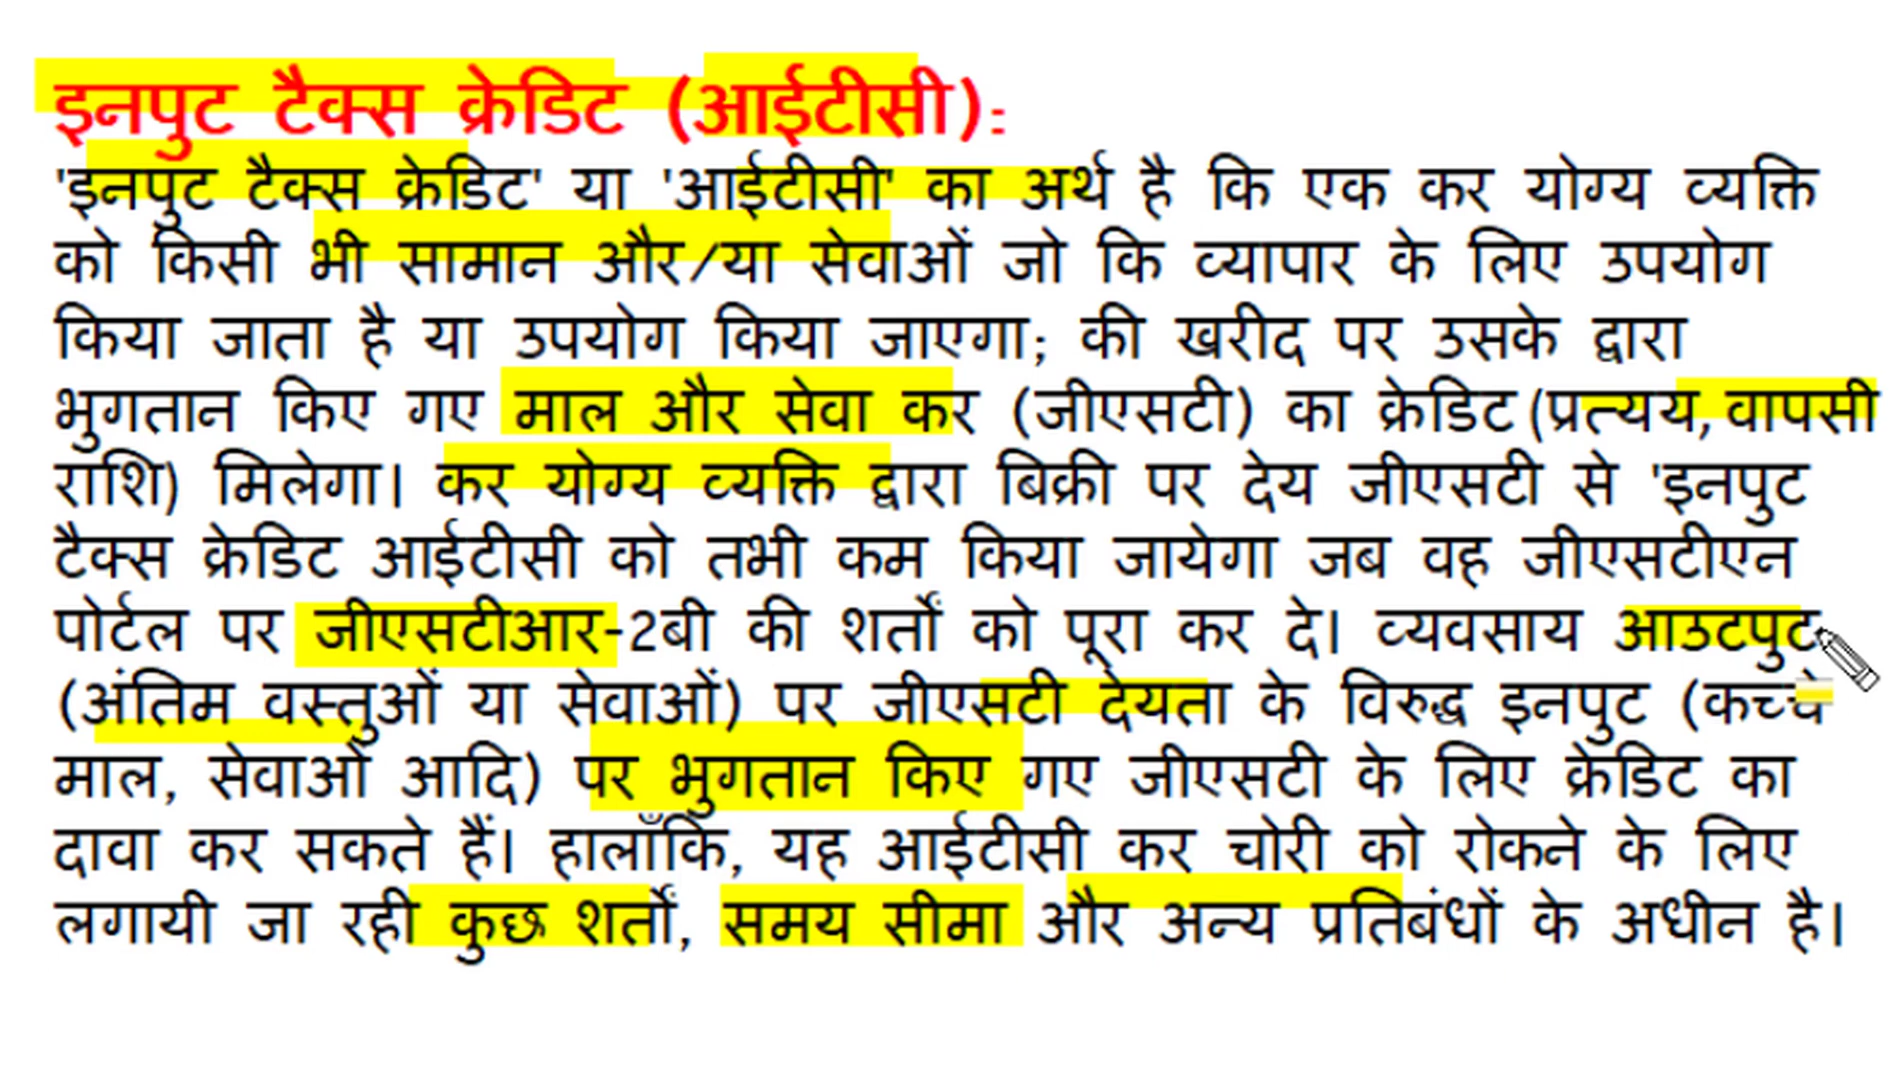 इनपुट टैक्स क्रेडिट (आईटीसी):
'इनपुट टैक्स क्रेडिट' या 'आईटीसी' का अर्थ है कि एक कर योग्य व्यक्ति
को किसी भी सामान और/या सेवाओं जो कि व्यापार के लिए उपयोग
किया जाता है या उपयोग किया जाएगा; की खरीद पर उसके द्वारा
भुगतान किए गए माल और सेवा कर (जीएसटी) का क्रेडिट(प्रत्यय,वापसी
राशि) मिलेगा। कर योग्य व्यक्ति द्वारा बिक्री पर देय जीएसटी से 'इनपुट
टैक्स क्रेडिट आईटीसी को तभी कम किया जायेगा जब वह जीएसटीएन
पोर्टल पर जीएसटीआर-2बी की शर्तों को पूरा कर दे। व्यवसाय आउटपुट
(अंतिम वस्तुओं या सेवाओं) पर जीएसटी देयता के विरुद्ध इनपुट (कच्चे
माल, सेवाओं आदि) पर भुगतान किए गए जीएसटी के लिए क्रेडिट का
दावा कर सकते हैं। हालाँकि, यह आईटीसी कर चोरी को रोकने के लिए
लगायी जा रही कुछ शर्तों, समय सीमा और अन्य प्रतिबंधों के अधीन है।